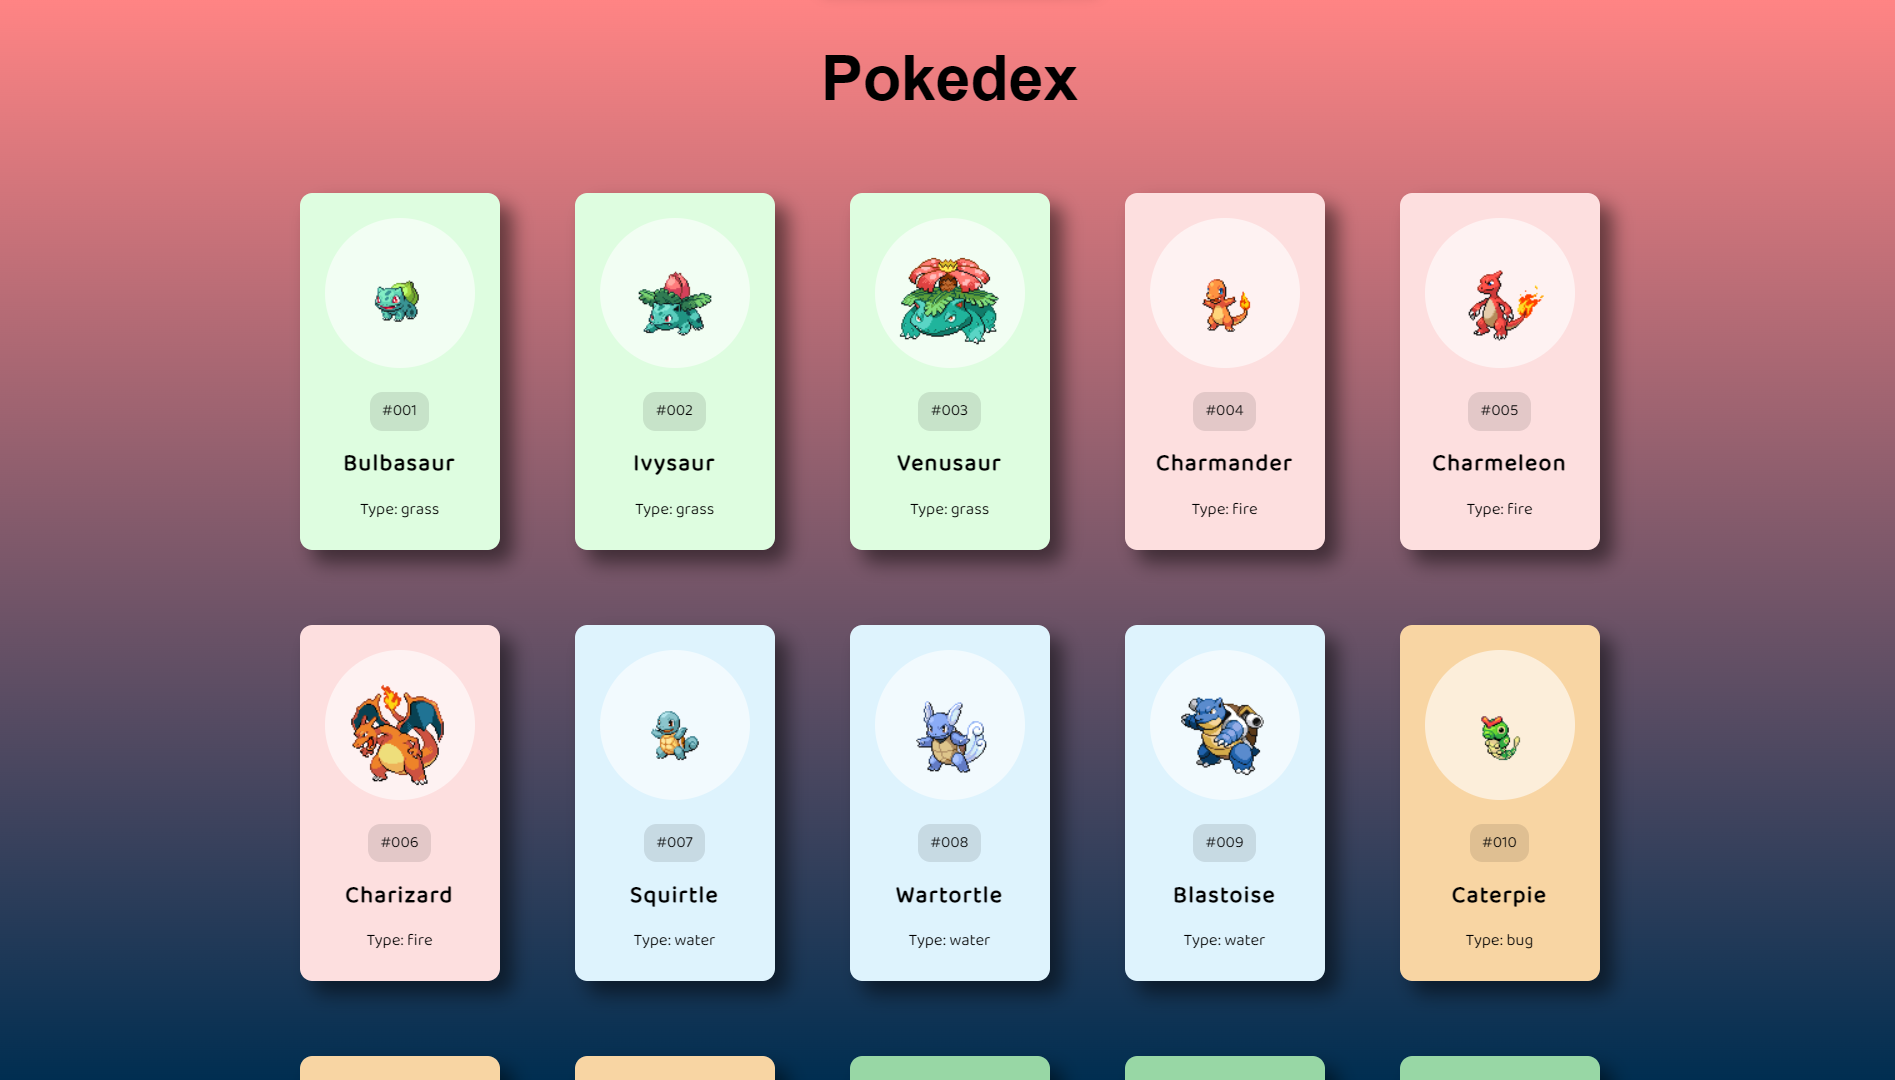 Pokedex
#001
Bulbasaur
Type: grass
#002
Ivysaur
Type: grass
#003
Venusaur
Type: grass
#004
Charmander
Type: fire
#005
Charmeleon
Type: fire
#006
Charizard
Type: fire
#007
Squirtle
Type: water
#008
Wartortle
Type: water
#009
Blastoise
Type: water
#010
Caterpie
Type: bug